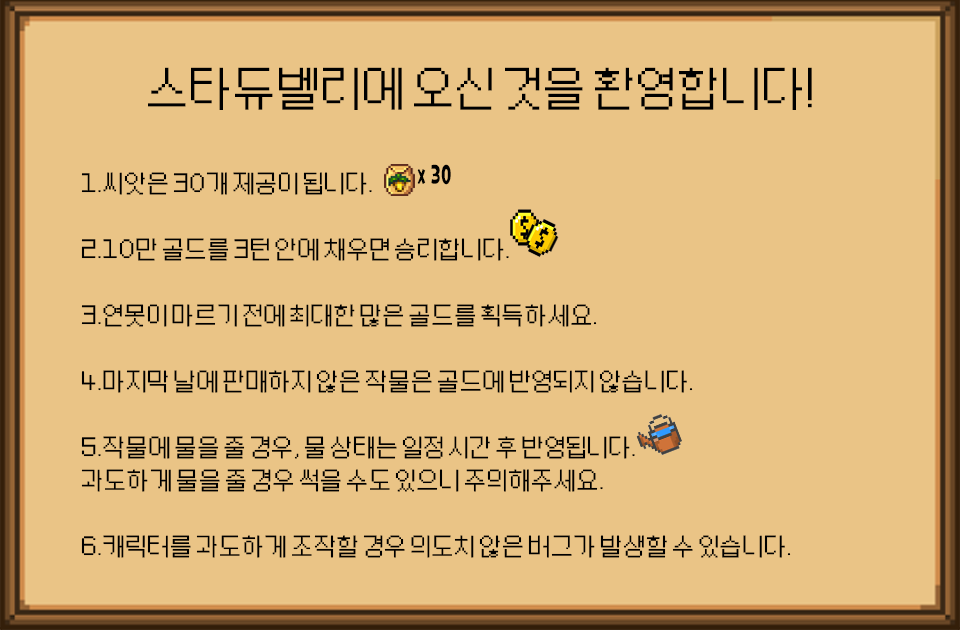 스타듀밸리에 오신 것을 환영합니다!
1.씨앗은 30개 제공이 됩니다. x 30
2.10만 골드를 3턴 안에 채우면 승리합니다.
3.연못이 마르기 전에 최대한 많은 골드를 획득하세요.
4.마지막 날에 판매하지 않은 작물은 골드에 반영되지 않습니다.
5.작물에 물을 줄 경우, 물 상태는 일정 시간 후 반영됩니다.
과도하게 물을 줄 경우 썩을 수도 있으니 주의해주세요.
6.캐릭터를 과도하게 조작할 경우 의도치 않은 버그가 발생할 수 있습니다.